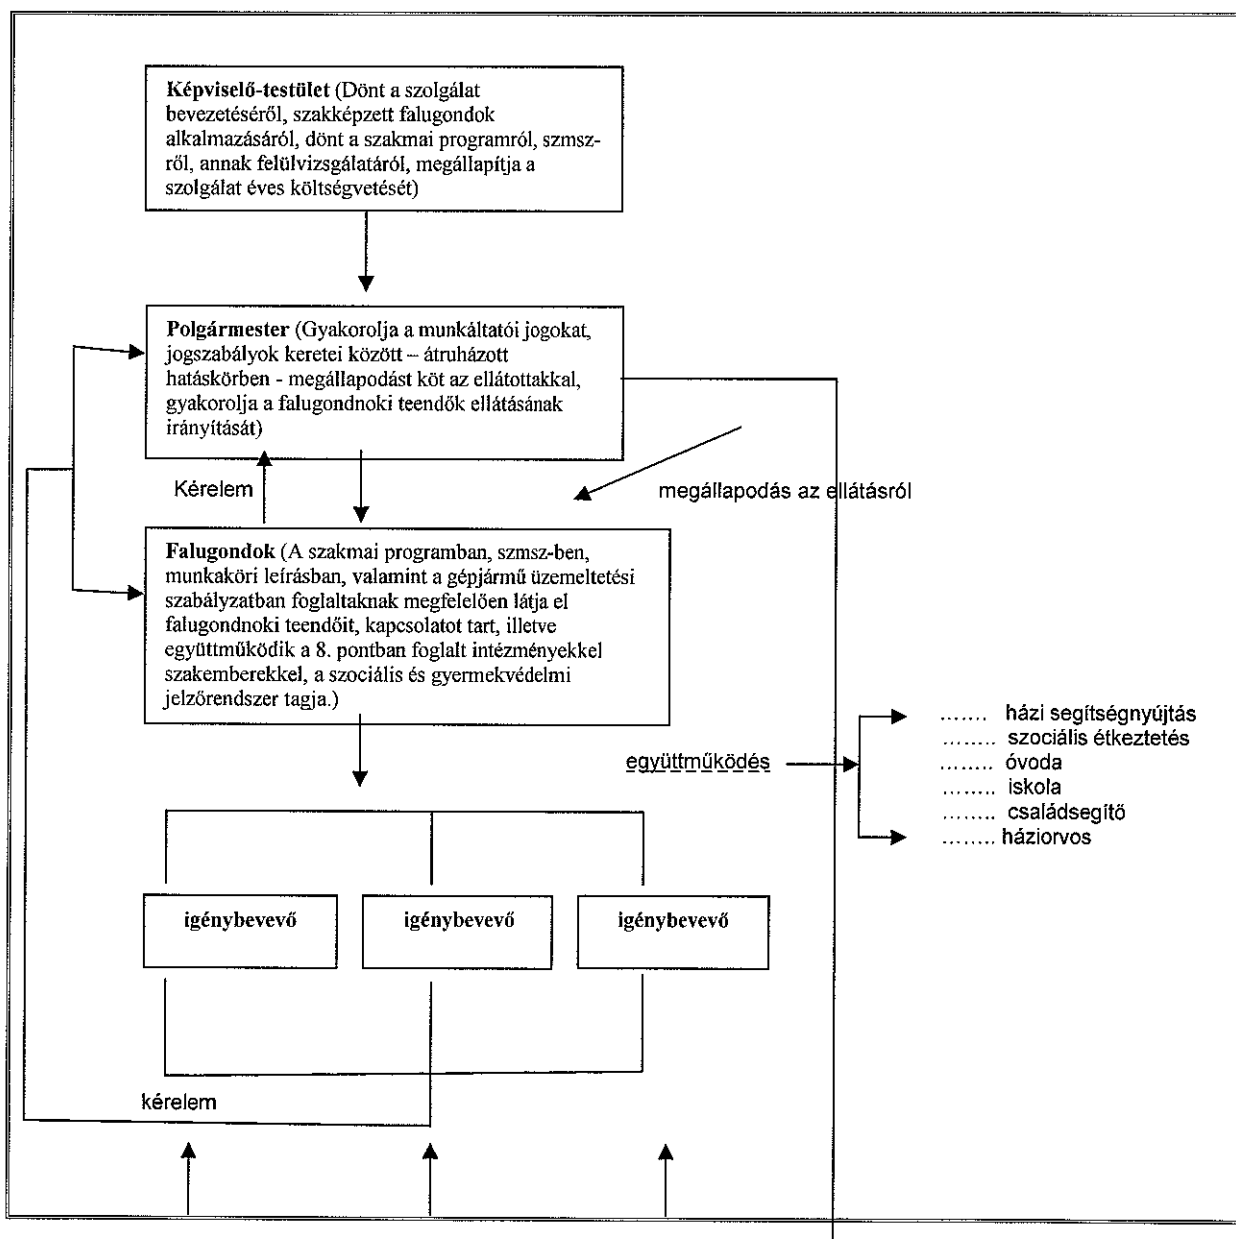 Képviselő-testület (Dönt a szolgálat
bevezetéséről, szakképzett falugondok
alkalmazásáról, dönt a szakmai programról, szmsz-
ről, annak felülvizsgálatáról, megállapítja a
szolgálat éves költségvetését)
Polgármester (Gyakorolja a munkáltatói jogokat,
jogszabályok keretei között – átruházott
hatáskörben - megállapodást köt az ellátottakkal,
gyakorolja a falugondnoki teendők ellátásának
irányítását)
Kérelem
megállapodás az ellátásról
Falugondok (A szakmai programban, szmsz-ben,
munkaköri leírásban, valamint a gépjármű üzemeltetési
szabályzatban foglaltaknak megfelelően látja el
falugondnoki teendőit, kapcsolatot tart, illetve
együttműködik a 8. pontban foglalt intézményekkel
szakemberekkel, a szociális és gyermekvédelmi
jelzőrendszer tagja.)
együttműködés
....... házi segítségnyújtás
........ szociális étkeztetés
........ óvoda
........ iskola
........ családsegítő
........ háziorvos
igénybevevő
igénybevevő
igénybevevő
kérelem